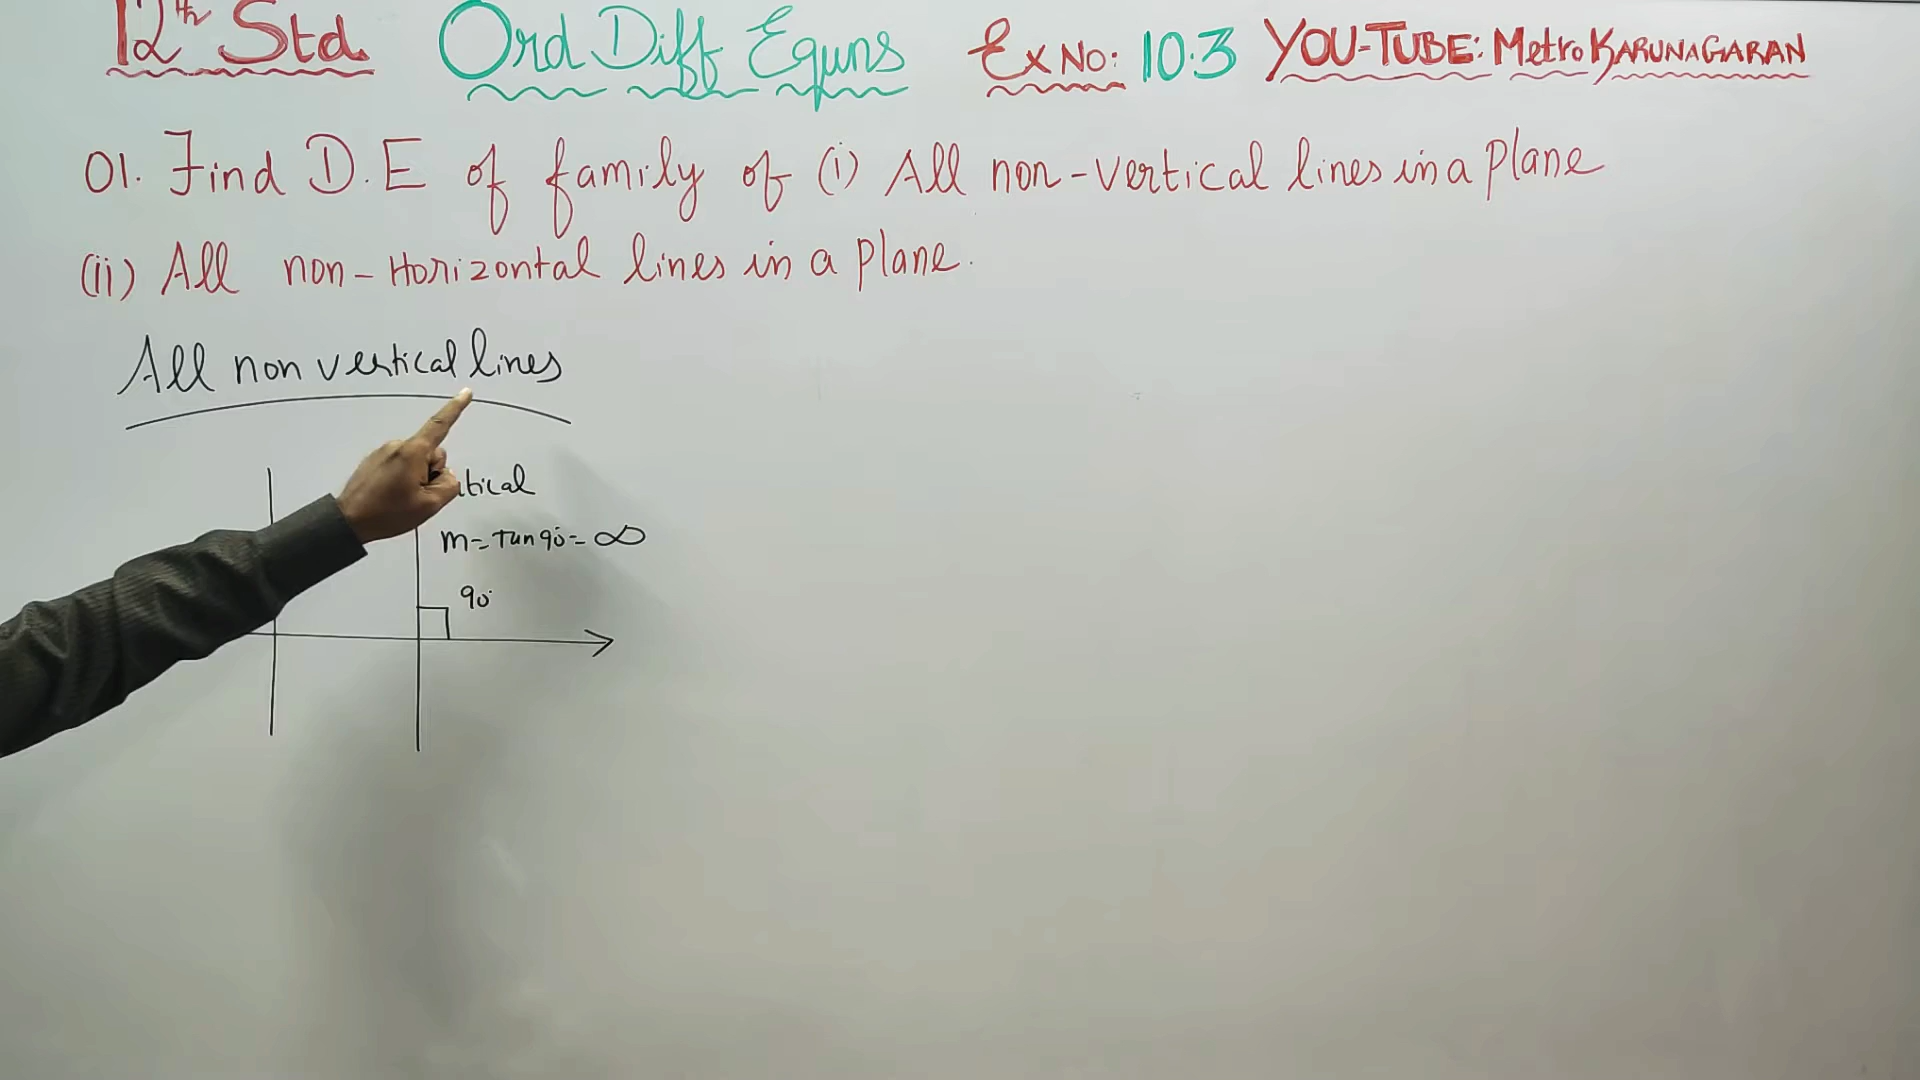 12th Std Ord Diff Equns Ex No: 10.3 YOU-TUBE: Metro KARUNAGARAN
01. Find D.E of family of (i) All non-vertical lines in a Plane
(ii) All non-Horizontal lines in a plane.
All non vertical lines
m = tan 90° = ∞
90°